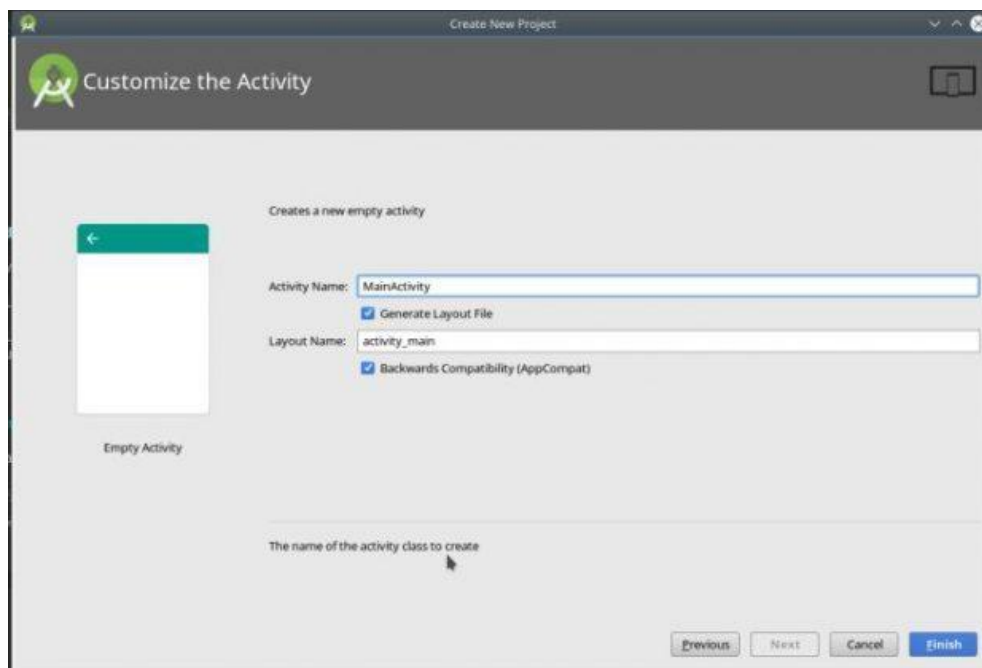 Create New Project
Customize the Activity
Creates a new empty activity
Activity Name: MainActivity
Generate Layout File
Layout Name: activity_main
Backwards Compatibility (AppCompat)
Empty Activity
The name of the activity class to create
Previous Next Cancel Finish